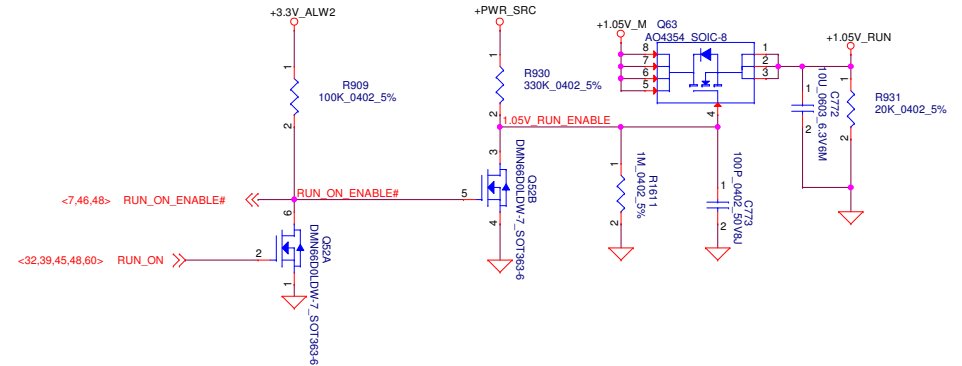 +3.3V_ALW2
+PWR_SRC
+1.05V_M
Q63
AO4354_SOIC-8
+1.05V_RUN
1
R909
100K_0402_5%
2
1
R930
330K_0402_5%
2
8
7
6
5
1
2
3
4
1
2
10U_0603_6.3V6M
C772
1
2
R931
20K_0402_5%
1.05V_RUN_ENABLE
3
5
4
DMN66D0LDW-7_SOT363-6
Q52B
1
2
1M_0402_5%
R1611
1
2
100P_0402_50V8J
C773
<7,46,48> RUN_ON_ENABLE#
RUN_ON_ENABLE#
6
2
1
Q52A
DMN66D0LDW-7_SOT363-6
<32,39,45,48,60> RUN_ON